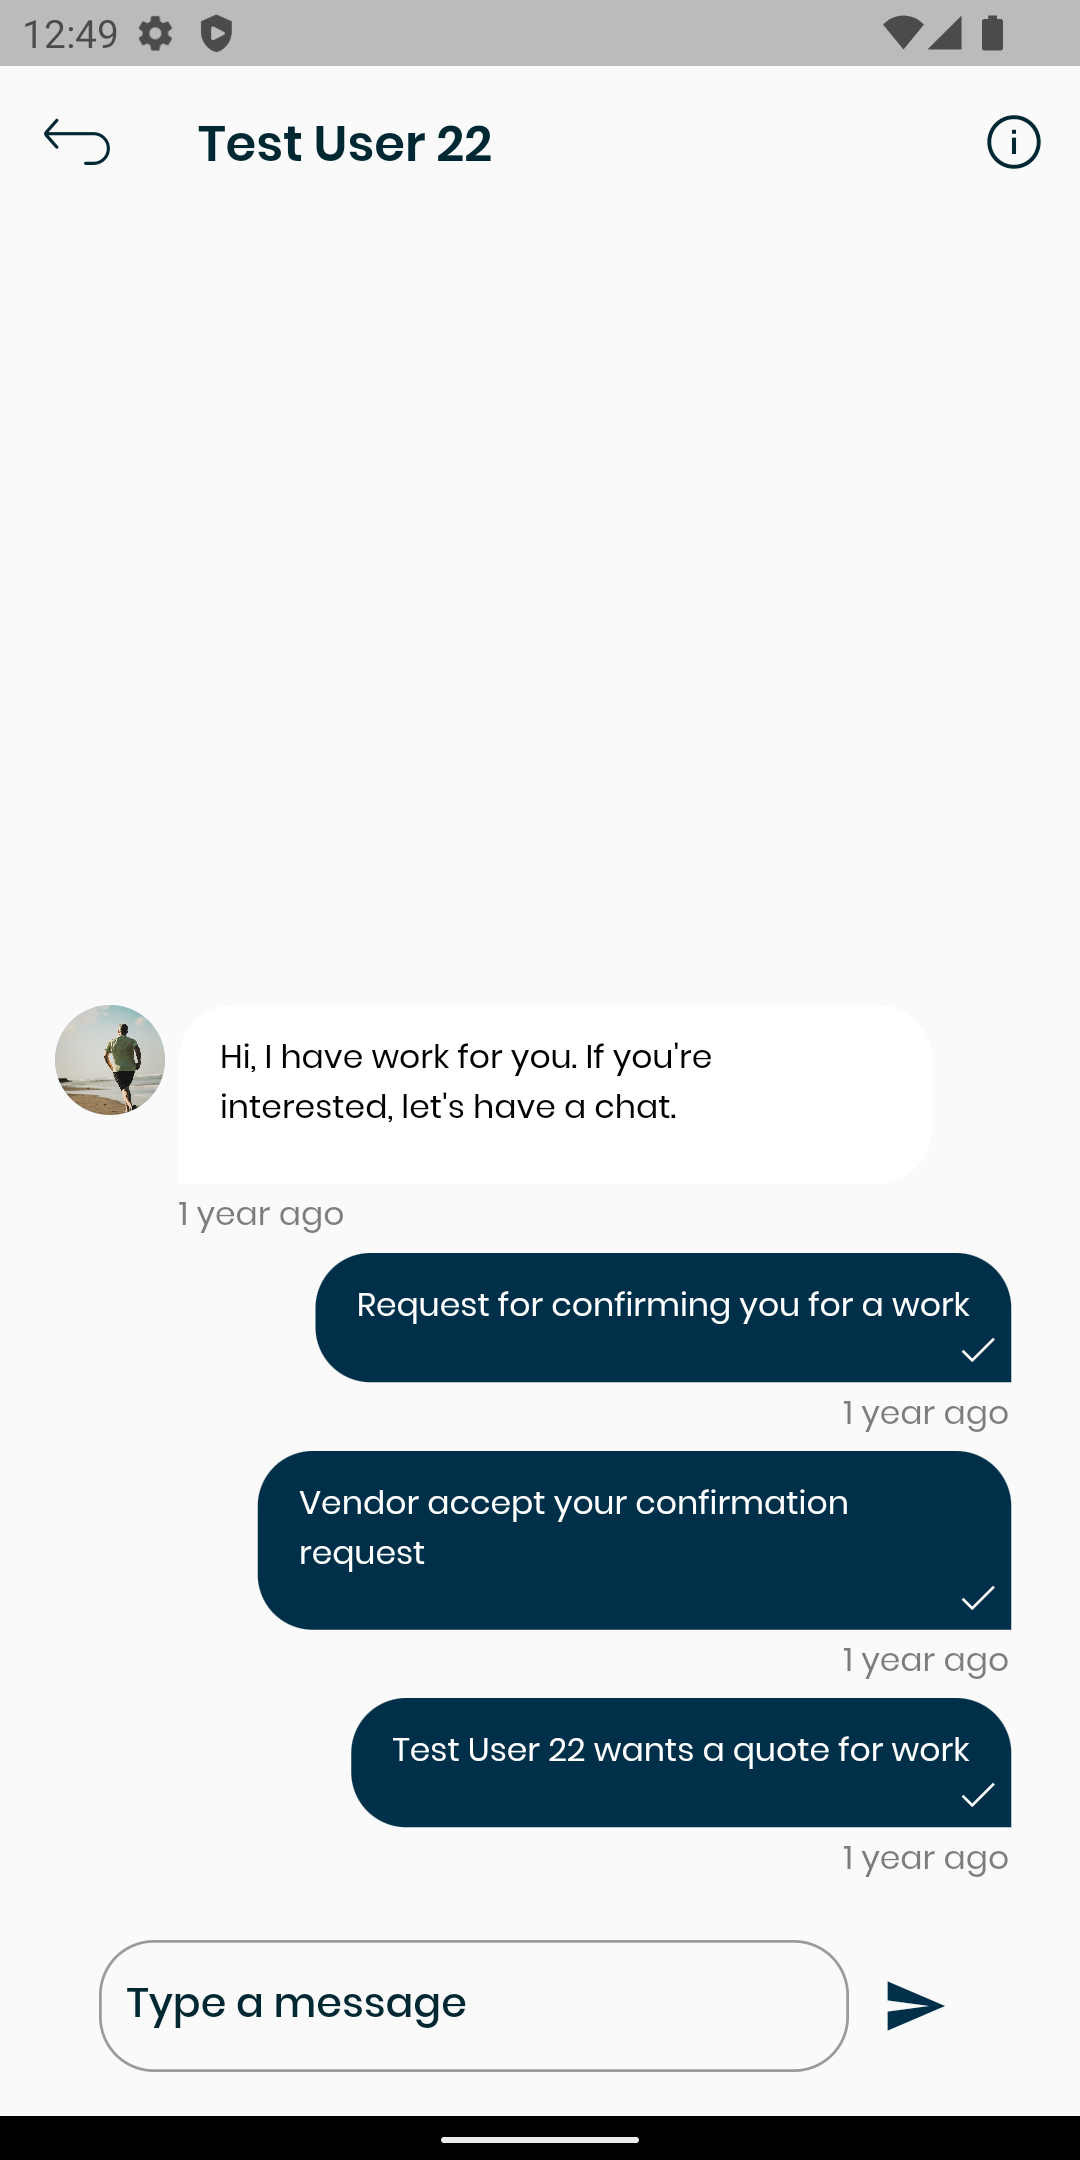 12:49
Test User 22
Hi, I have work for you. If you're
interested, let's have a chat.
1 year ago
Request for confirming you for a work
1 year ago
Vendor accept your confirmation
request
1 year ago
Test User 22 wants a quote for work
1 year ago
Type a message